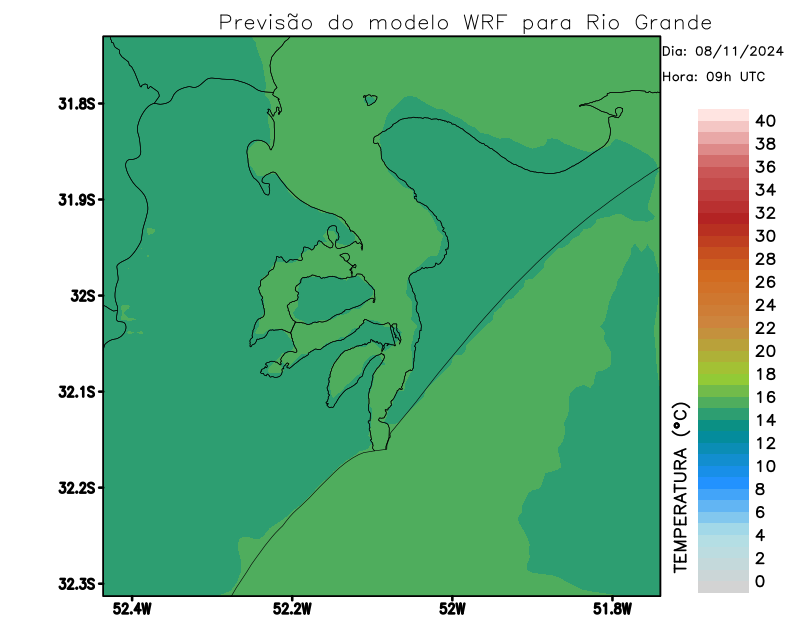 Previsão do modelo WRF para Rio Grande
Dia: 08/11/2024
Hora: 09h UTC
31.8S
31.9S
32S
32.1S
32.2S
32.3S
52.4W
52.2W
52W
51.8W
TEMPERATURA (°C)
40
38
36
34
32
30
28
26
24
22
20
18
16
14
12
10
8
6
4
2
0